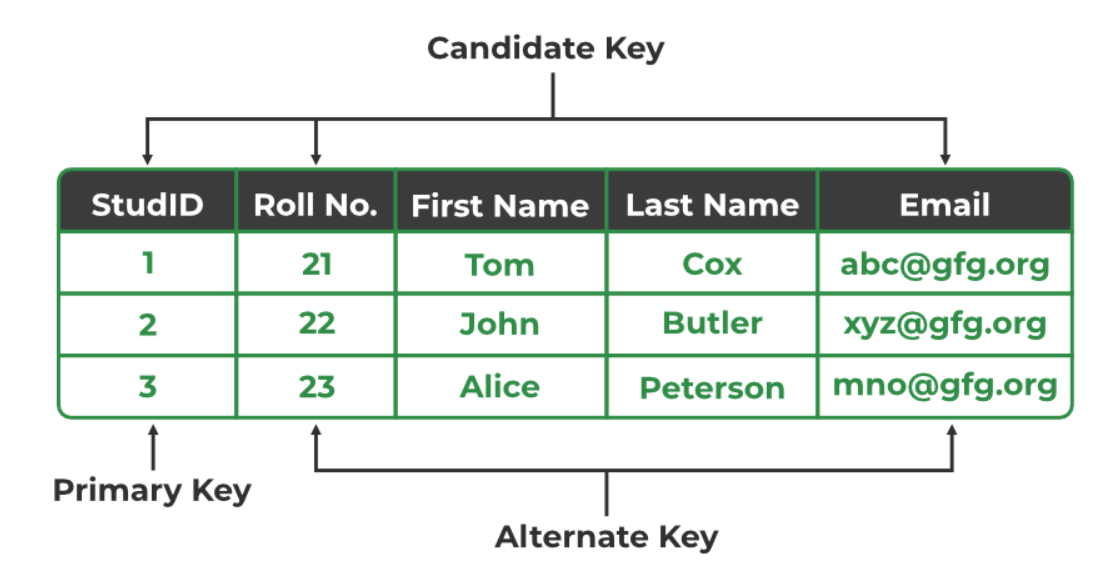 Candidate Key
StudID Roll No. First Name Last Name Email
1 21 Tom Cox abc@gfg.org
2 22 John Butler xyz@gfg.org
3 23 Alice Peterson mno@gfg.org
Primary Key
Alternate Key